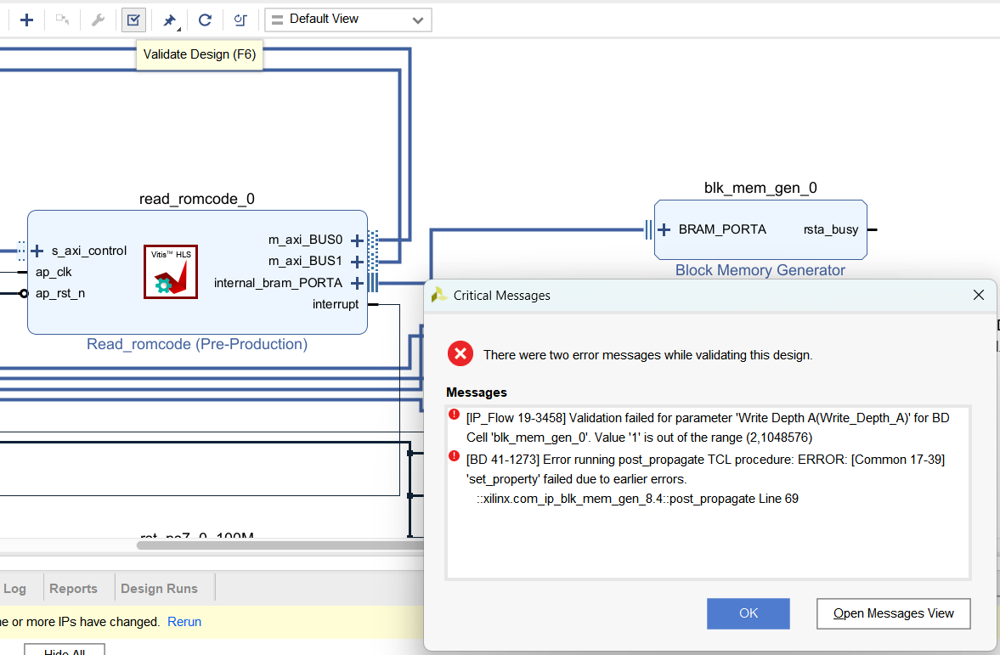 Default View
Validate Design (F6)
read_romcode_0
blk_mem_gen_0
m_axi_BUS0
BRAM_PORTA
rsta_busy
s_axi_control
Vitis™ HLS
m_axi_BUS1
ap_clk
internal_bram_PORTA
Block Memory Generator
ap_rst_n
interrupt
Critical Messages
Read_romcode (Pre-Production)
There were two error messages while validating this design.
Messages
[IP_Flow 19-3458] Validation failed for parameter 'Write Depth A(Write_Depth_A)' for BD
Cell 'blk_mem_gen_0'. Value '1' is out of the range (2,1048576)
[BD 41-1273] Error running post_propagate TCL procedure: ERROR: [Common 17-39]
'set_property' failed due to earlier errors.
::xilinx.com_ip_blk_mem_gen_8.4::post_propagate Line 69
rst_ps7_0_100M
Log
Reports
Design Runs
e or more IPs have changed. Rerun
OK
Open Messages View
Hide All